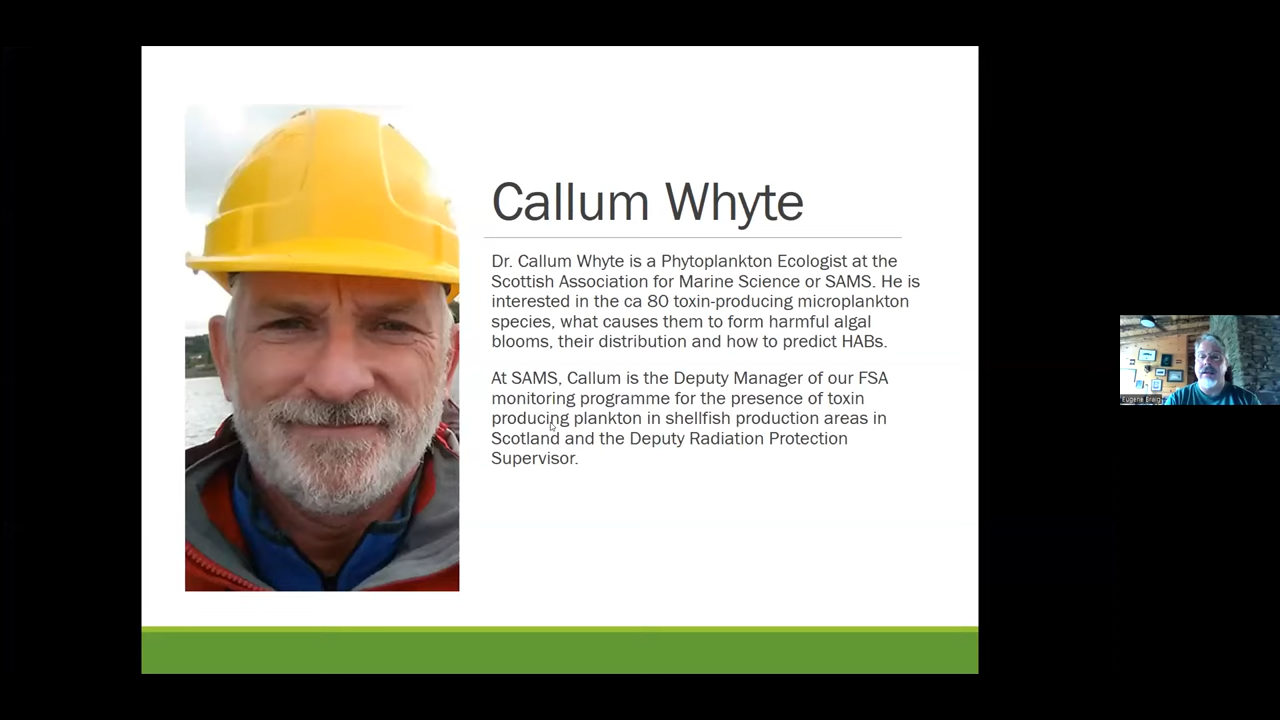 Callum Whyte
Dr. Callum Whyte is a Phytoplankton Ecologist at the
Scottish Association for Marine Science or SAMS. He is
interested in the ca 80 toxin-producing microplankton
species, what causes them to form harmful algal
blooms, their distribution and how to predict HABs.
At SAMS, Callum is the Deputy Manager of our FSA
monitoring programme for the presence of toxin
producing plankton in shellfish production areas in
Scotland and the Deputy Radiation Protection
Supervisor.
Eugene Braig